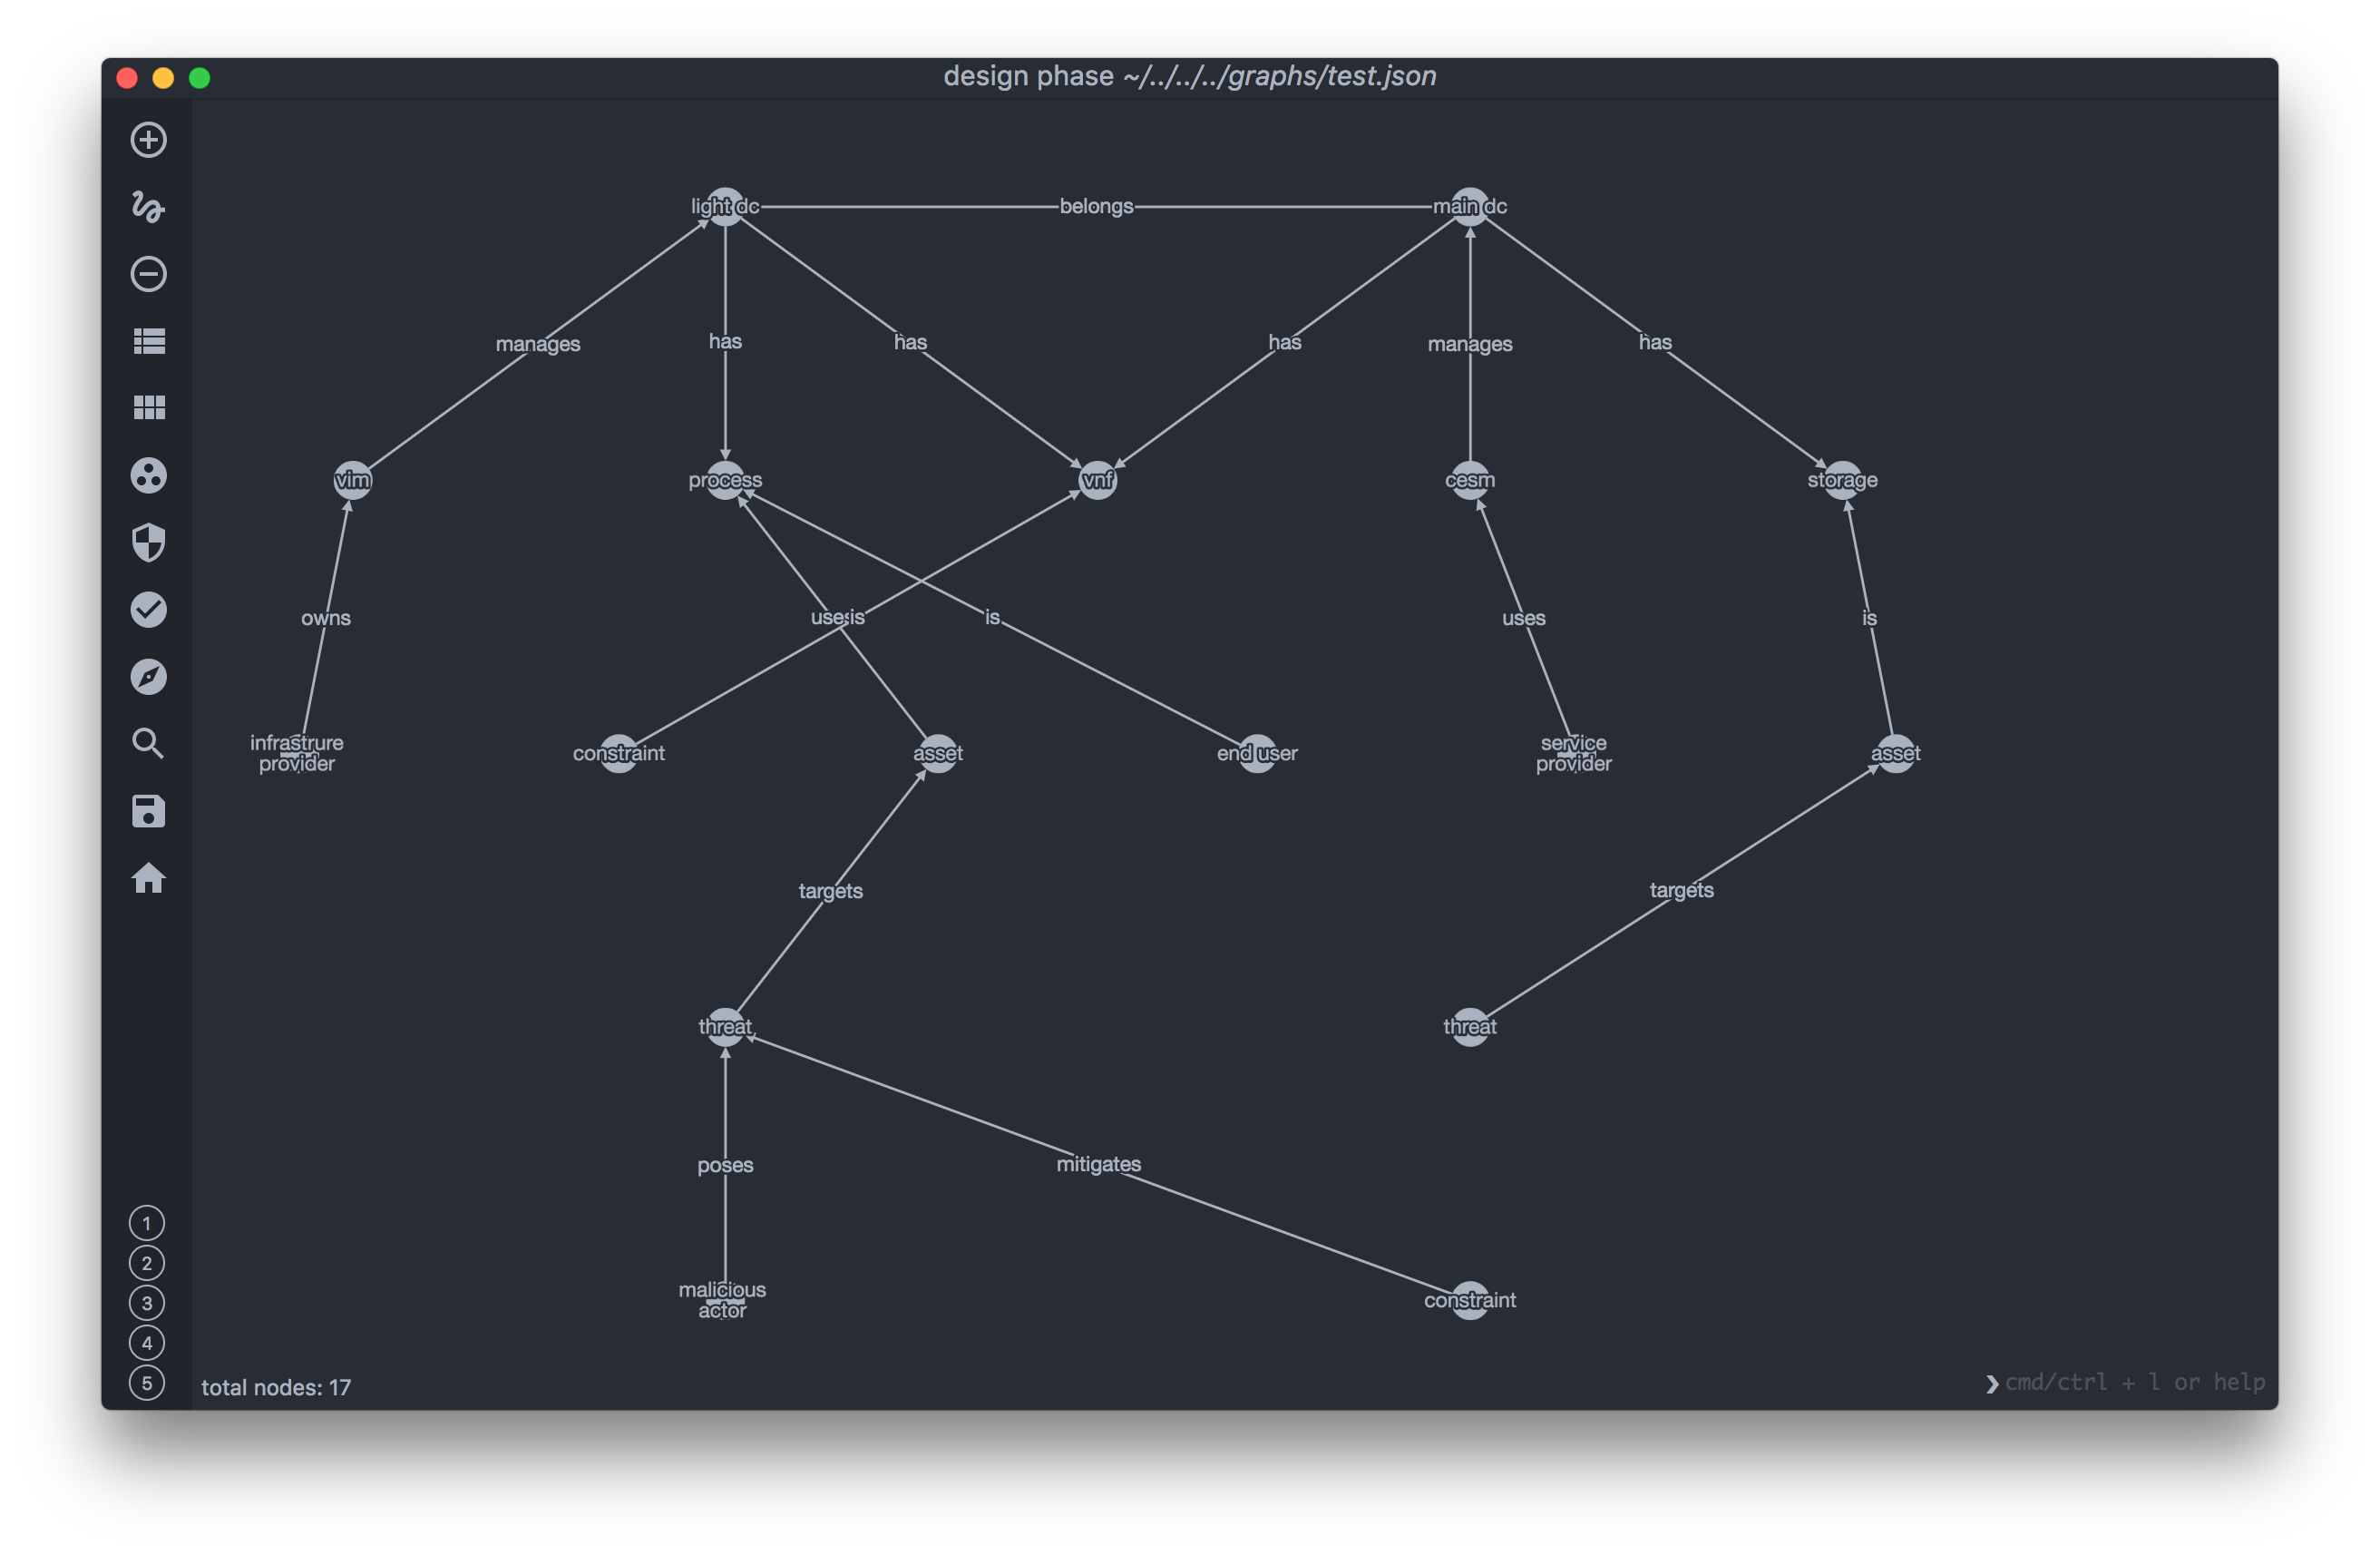 design phase ~/../../../graphs/test.json
light dc
belongs
main dc
manages
has
has
has
manages
has
vim
process
vnf
cesm
storage
owns
uses
is
is
uses
is
infrastrure
provider
constraint
asset
end user
service
provider
asset
targets
targets
threat
threat
poses
mitigates
malicious
actor
constraint
1
2
3
4
5
total nodes: 17
❯ cmd/ctrl + l or help